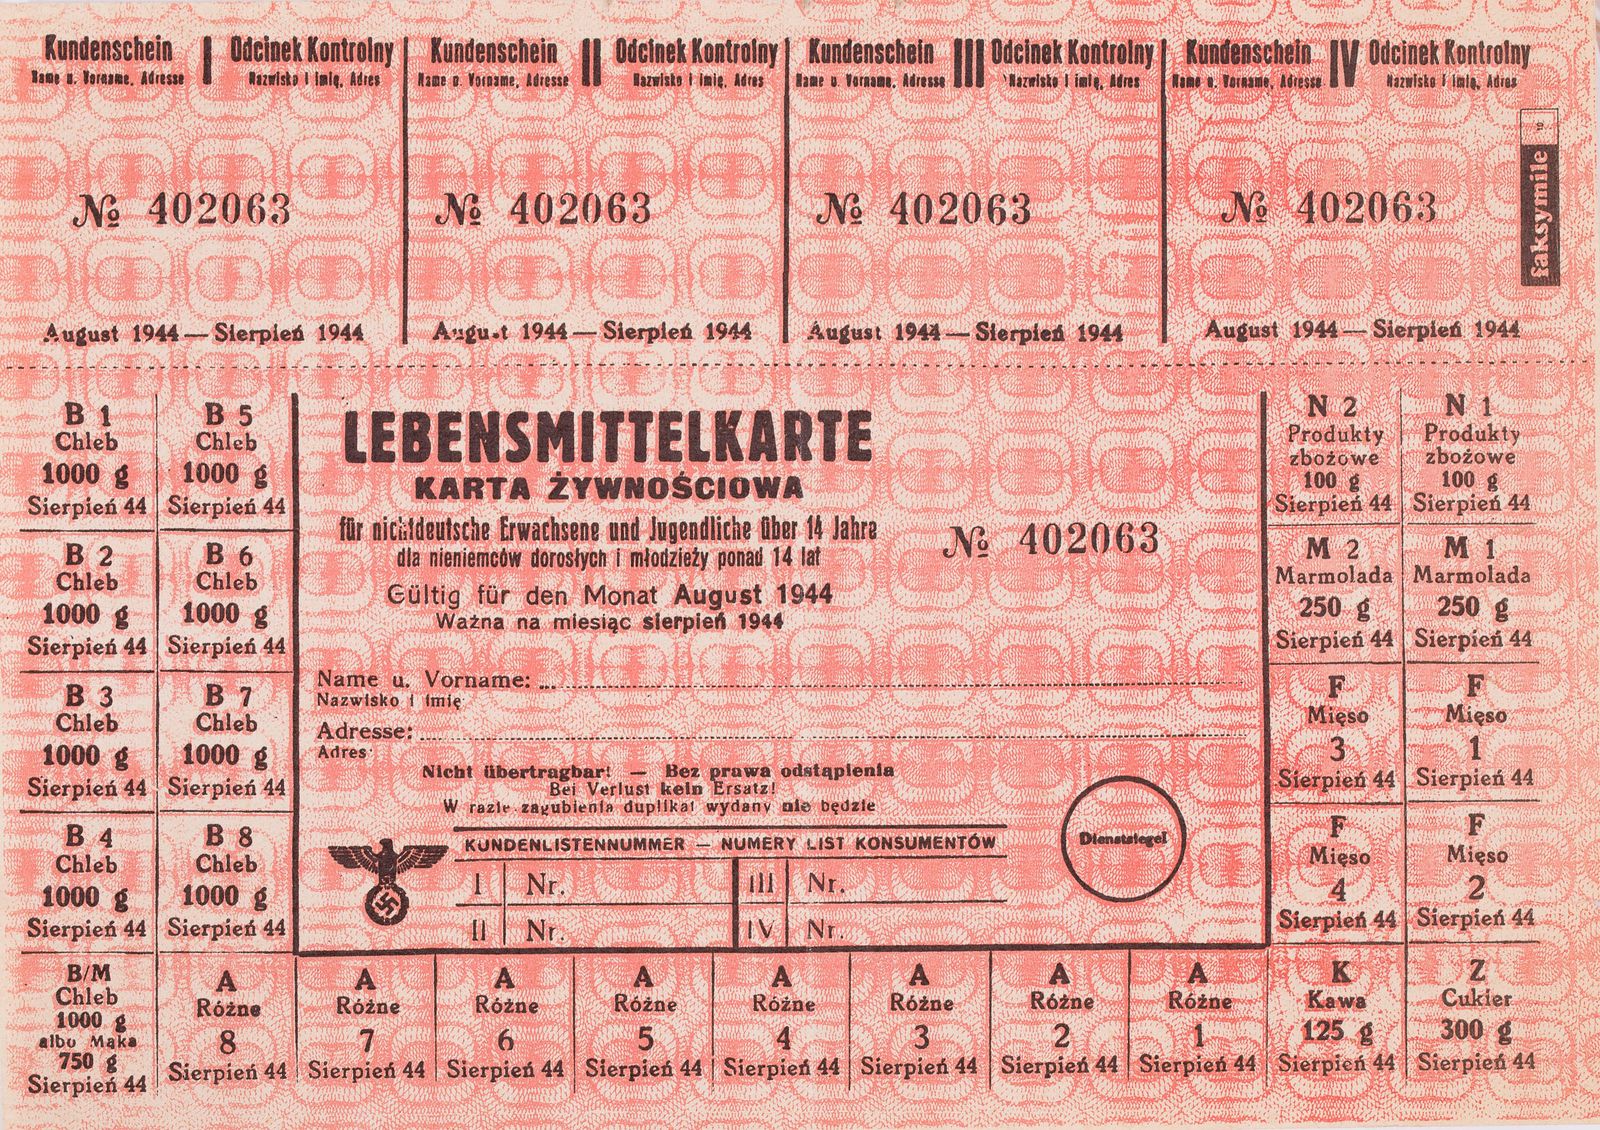 Kundenschein I Odcinek Kontrolny
Name u. Vorname, Adresse Nazwisko i imię, Adres
№ 402063
August 1944 — Sierpień 1944
Kundenschein II Odcinek Kontrolny
Name u. Vorname, Adresse Nazwisko i imię, Adres
№ 402063
August 1944 — Sierpień 1944
Kundenschein III Odcinek Kontrolny
Name u. Vorname, Adresse Nazwisko i imię, Adres
№ 402063
August 1944 — Sierpień 1944
Kundenschein IV Odcinek Kontrolny
Name u. Vorname, Adresse Nazwisko i imię, Adres
№ 402063
August 1944 — Sierpień 1944
faksymile
B 1
Chleb
1000 g
Sierpień 44
B 5
Chleb
1000 g
Sierpień 44
B 2
Chleb
1000 g
Sierpień 44
B 6
Chleb
1000 g
Sierpień 44
B 3
Chleb
1000 g
Sierpień 44
B 7
Chleb
1000 g
Sierpień 44
B 4
Chleb
1000 g
Sierpień 44
B 8
Chleb
1000 g
Sierpień 44
LEBENSMITTELKARTE
KARTA ŻYWNOŚCIOWA
für nichtdeutsche Erwachsene und Jugendliche über 14 Jahre
dla nieniemców dorosłych i młodzieży ponad 14 lat
Gültig für den Monat August 1944
Ważna na miesiąc sierpień 1944
№ 402063
Name u. Vorname:
Nazwisko i imię
Adresse:
Adres
Nicht übertragbar! — Bez prawa odstąpienia
Bei Verlust kein Ersatz!
W razie zagubienia duplikat wydany nie będzie
KUNDENLISTENNUMMER — NUMERY LIST KONSUMENTÓW
I Nr. III Nr.
II Nr. IV Nr.
Dienstsiegel
N 2
Produkty
zbożowe
100 g
Sierpień 44
N 1
Produkty
zbożowe
100 g
Sierpień 44
M 2
Marmolada
250 g
Sierpień 44
M 1
Marmolada
250 g
Sierpień 44
F
Mięso
3
Sierpień 44
F
Mięso
1
Sierpień 44
F
Mięso
4
Sierpień 44
F
Mięso
2
Sierpień 44
B/M
Chleb
1000 g
albo Mąka
750 g
Sierpień 44
A
Różne
8
Sierpień 44
A
Różne
7
Sierpień 44
A
Różne
6
Sierpień 44
A
Różne
5
Sierpień 44
A
Różne
4
Sierpień 44
A
Różne
3
Sierpień 44
A
Różne
2
Sierpień 44
A
Różne
1
Sierpień 44
K
Kawa
125 g
Sierpień 44
Z
Cukier
300 g
Sierpień 44